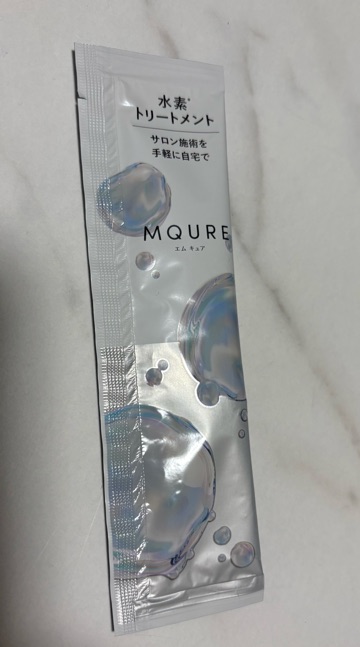 水素*
トリートメント
サロン施術を
手軽に自宅で
MQURE
エム キュア